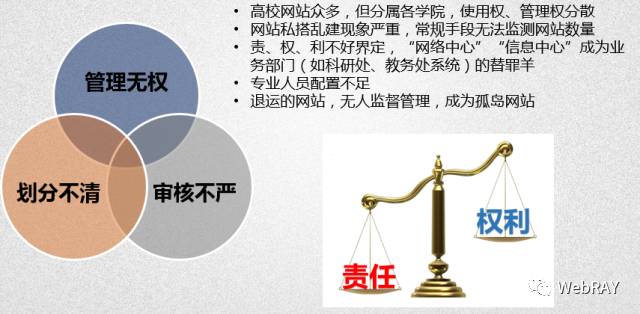 • 高校网站众多，但分属各学院，使用权、管理权分散
• 网站私搭乱建现象严重，常规手段无法监测网站数量
• 责、权、利不好界定，“网络中心”“信息中心”成为业
务部门（如科研处、教务处系统）的替罪羊
• 专业人员配置不足
• 退运的网站，无人监督管理，成为孤岛网站
管理无权
划分不清
审核不严
权利
责任
WebRAY